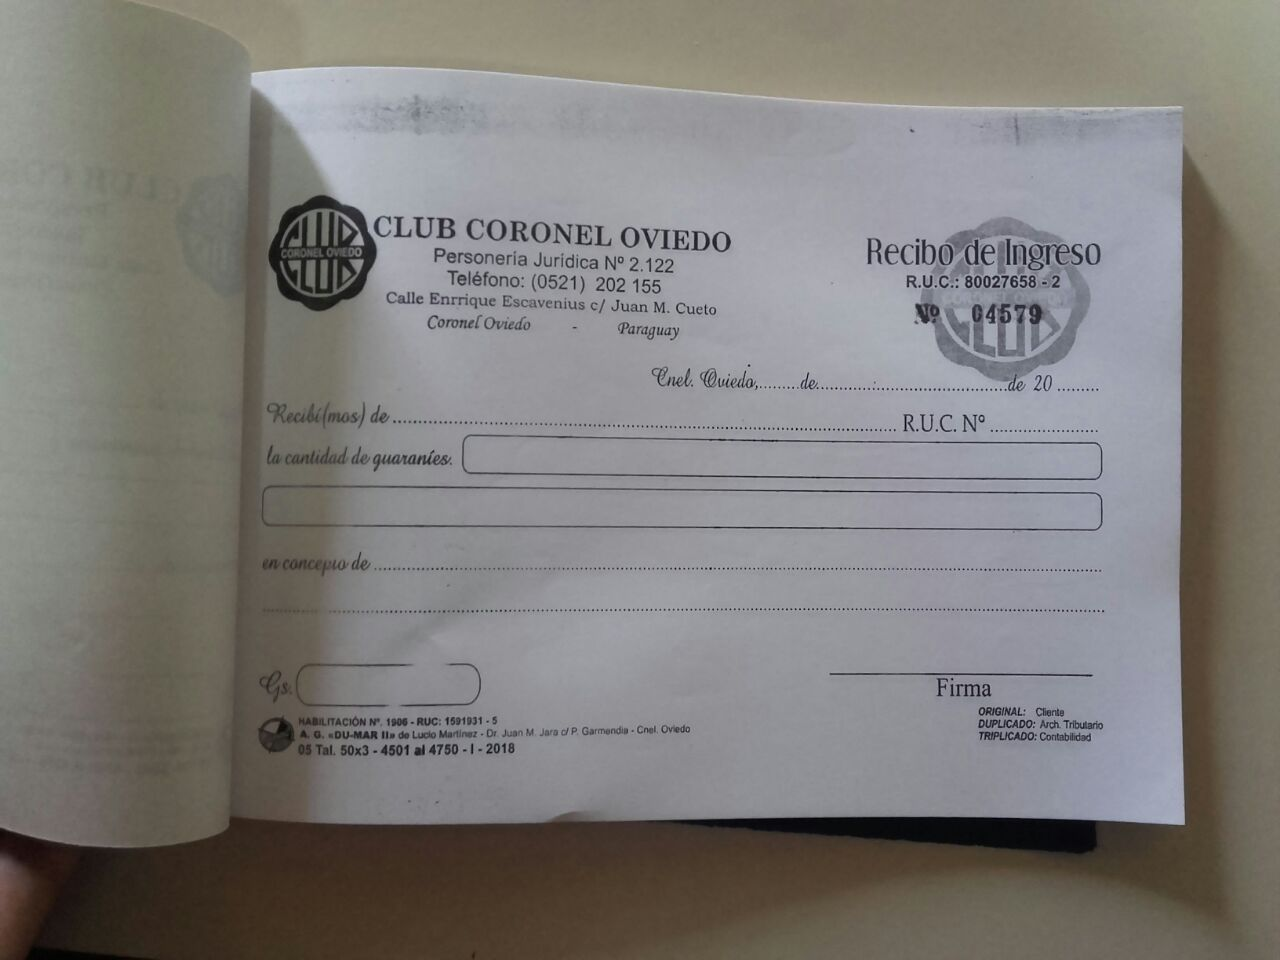 CLUB
CORONEL OVIEDO
CLUB
CLUB CORONEL OVIEDO
Personería Jurídica Nº 2.122
Teléfono: (0521) 202 155
Calle Enrrique Escavenius c/ Juan M. Cueto
Coronel Oviedo - Paraguay
Recibo de Ingreso
R.U.C.: 80027658 - 2
Nº 04579
Cnel. Oviedo,........de.......................................de 20 .........
Recibí(mos) de ........................................................................ R.U.C. Nº ........................
la cantidad de guaraníes.
en concepto de ........................................................................
Gs.
Firma
HABILITACIÓN Nº. 1906 - RUC: 1591931 - 5
A. G. «DU-MAR II» de Lucio Martínez - Dr. Juan M. Jara c/ P. Garmendia - Cnel. Oviedo
05 Tal. 50x3 - 4501 al 4750 - I - 2018
ORIGINAL: Cliente
DUPLICADO: Arch. Tributario
TRIPLICADO: Contabilidad